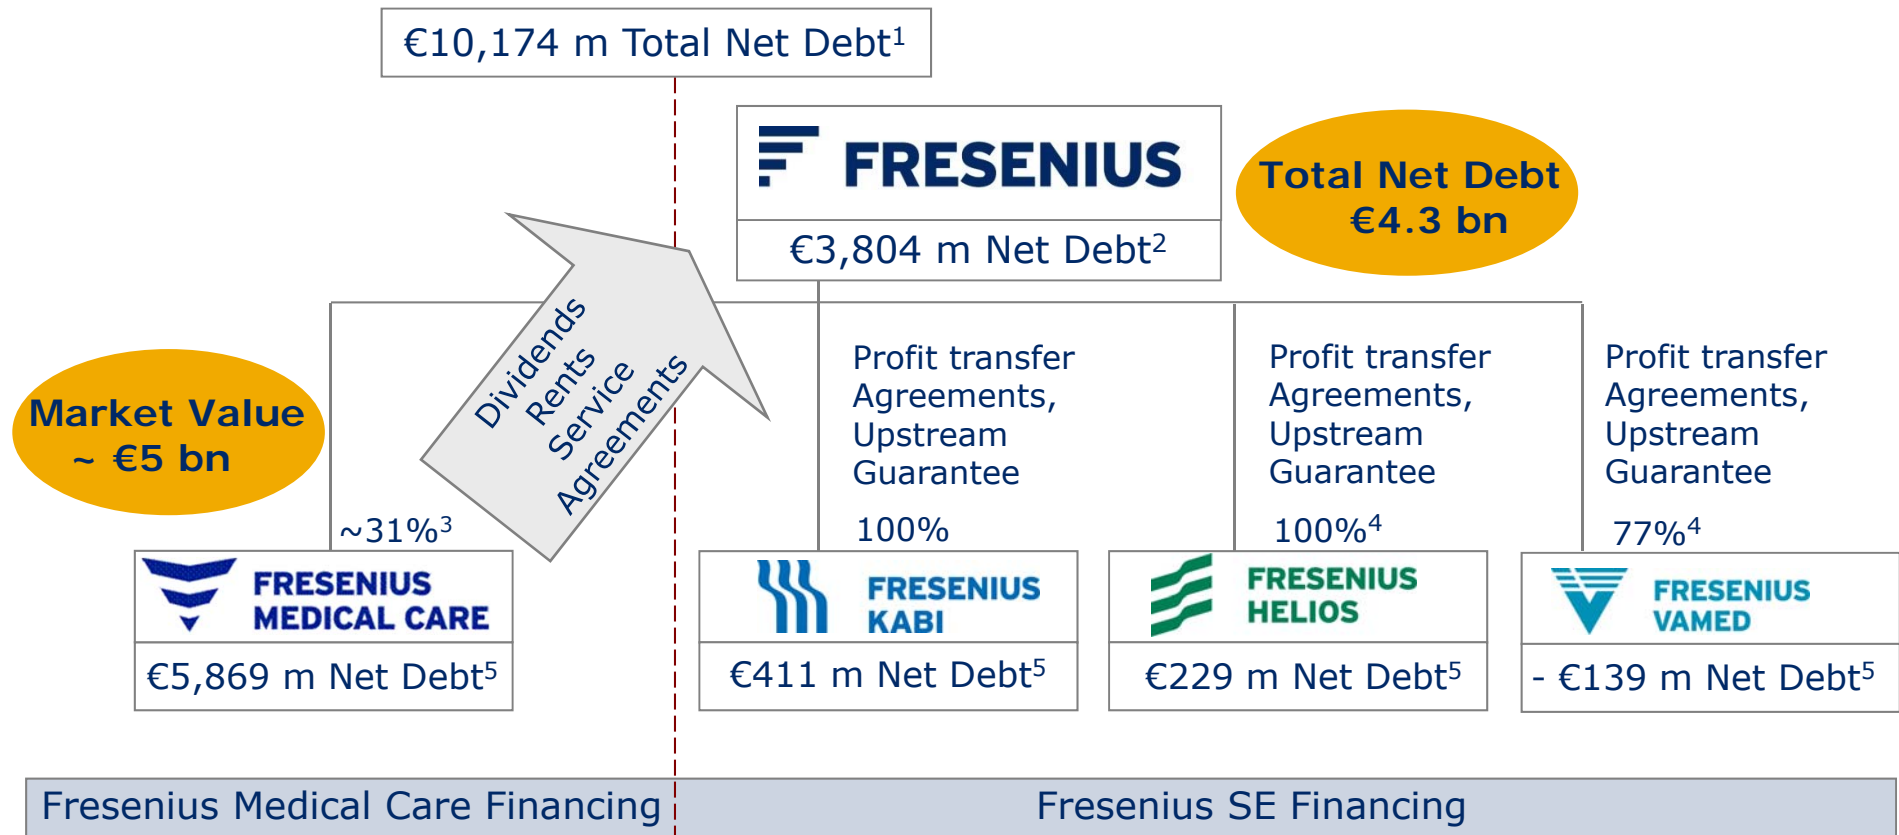 €10,174 m Total Net Debt¹
FRESENIUS
€3,804 m Net Debt²
Total Net Debt
€4.3 bn
Market Value
~ €5 bn
Dividends
Rents
Service
Agreements
Profit transfer
Agreements,
Upstream
Guarantee
Profit transfer
Agreements,
Upstream
Guarantee
Profit transfer
Agreements,
Upstream
Guarantee
~31%³
100%
100%⁴
77%⁴
FRESENIUS
MEDICAL CARE
€5,869 m Net Debt⁵
FRESENIUS
KABI
€411 m Net Debt⁵
FRESENIUS
HELIOS
€229 m Net Debt⁵
FRESENIUS
VAMED
- €139 m Net Debt⁵
Fresenius Medical Care Financing
Fresenius SE Financing